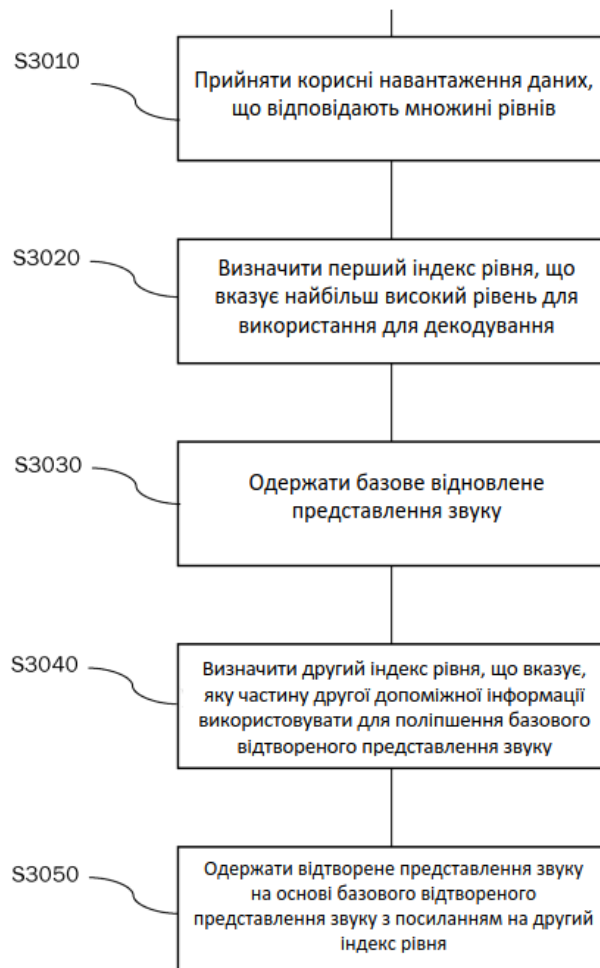 S3010
Прийняти корисні навантаження даних,
що відповідають множині рівнів
S3020
Визначити перший індекс рівня, що
вказує найбільш високий рівень для
використання для декодування
S3030
Одержати базове відновлене
представлення звуку
S3040
Визначити другий індекс рівня, що вказує,
яку частину другої допоміжної інформації
використовувати для поліпшення базового
відтвореного представлення звуку
S3050
Одержати відтворене представлення звуку
на основі базового відтвореного
представлення звуку з посиланням на другий
індекс рівня